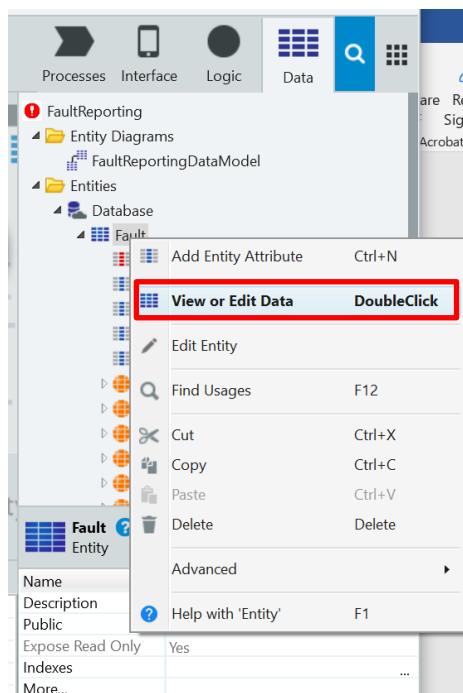 Processes Interface Logic Data
are Re
Sig
Acrobat
FaultReporting
Entity Diagrams
FaultReportingDataModel
Entities
Database
Fault
Add Entity Attribute Ctrl+N
View or Edit Data DoubleClick
Edit Entity
Find Usages F12
Cut Ctrl+X
Copy Ctrl+C
Paste Ctrl+V
Delete Delete
Advanced
Help with 'Entity' F1
Fault ?
Entity
Name
Description
Public
Expose Read Only Yes
Indexes ...
More...